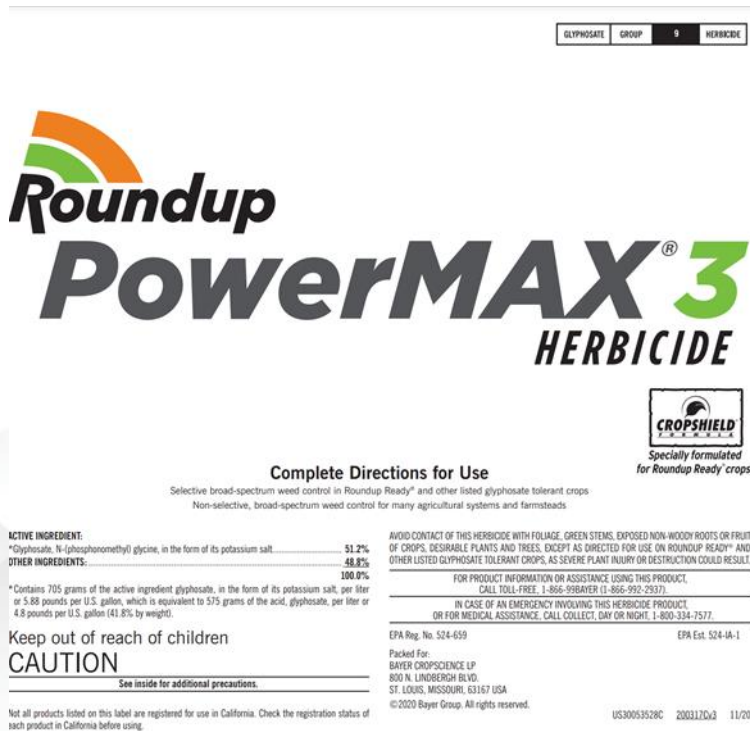 GLYPHOSATE GROUP 9 HERBICIDE
Roundup
PowerMAX® 3
HERBICIDE
CROPSHIELD
FORMULA
Specially formulated
for Roundup Ready® crops
Complete Directions for Use
Selective broad-spectrum weed control in Roundup Ready® and other listed glyphosate tolerant crops
Non-selective, broad-spectrum weed control for many agricultural systems and farmsteads
ACTIVE INGREDIENT:
*Glyphosate, N-(phosphonomethyl) glycine, in the form of its potassium salt 51.2%
OTHER INGREDIENTS: 48.8%
100.0%
*Contains 705 grams of the active ingredient glyphosate, in the form of its potassium salt, per liter
or 5.88 pounds per U.S. gallon, which is equivalent to 575 grams of the acid, glyphosate, per liter or
4.8 pounds per U.S. gallon (41.8% by weight).
Keep out of reach of children
CAUTION
See inside for additional precautions.
Not all products listed on this label are registered for use in California. Check the registration status of
each product in California before using.
AVOID CONTACT OF THIS HERBICIDE WITH FOLIAGE, GREEN STEMS, EXPOSED NON-WOODY ROOTS OR FRUIT
OF CROPS, DESIRABLE PLANTS AND TREES, EXCEPT AS DIRECTED FOR USE ON ROUNDUP READY® AND
OTHER LISTED GLYPHOSATE TOLERANT CROPS, AS SEVERE PLANT INJURY OR DESTRUCTION COULD RESULT.
FOR PRODUCT INFORMATION OR ASSISTANCE USING THIS PRODUCT,
CALL TOLL-FREE, 1-866-99BAYER (1-866-992-2937).
IN CASE OF AN EMERGENCY INVOLVING THIS HERBICIDE PRODUCT,
OR FOR MEDICAL ASSISTANCE, CALL COLLECT, DAY OR NIGHT, 1-800-334-7577.
EPA Reg. No. 524-659 EPA Est. 524-IA-1
Packed For:
BAYER CROPSCIENCE LP
800 N. LINDBERGH BLVD.
ST. LOUIS, MISSOURI, 63167 USA
©2020 Bayer Group. All rights reserved.
US30053528C 200317Cv3 11/20